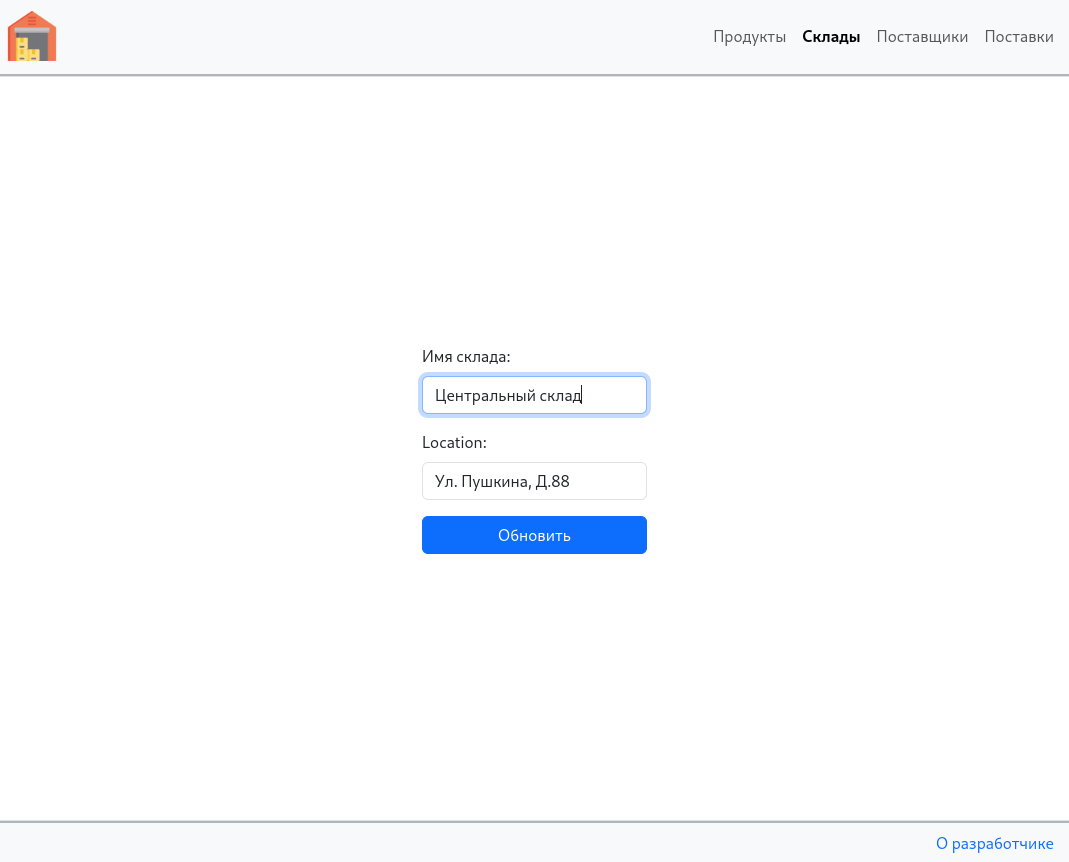 Продукты Склады Поставщики Поставки
Имя склада:
Центральный склад
Location:
Ул. Пушкина, Д.88
Обновить
О разработчике